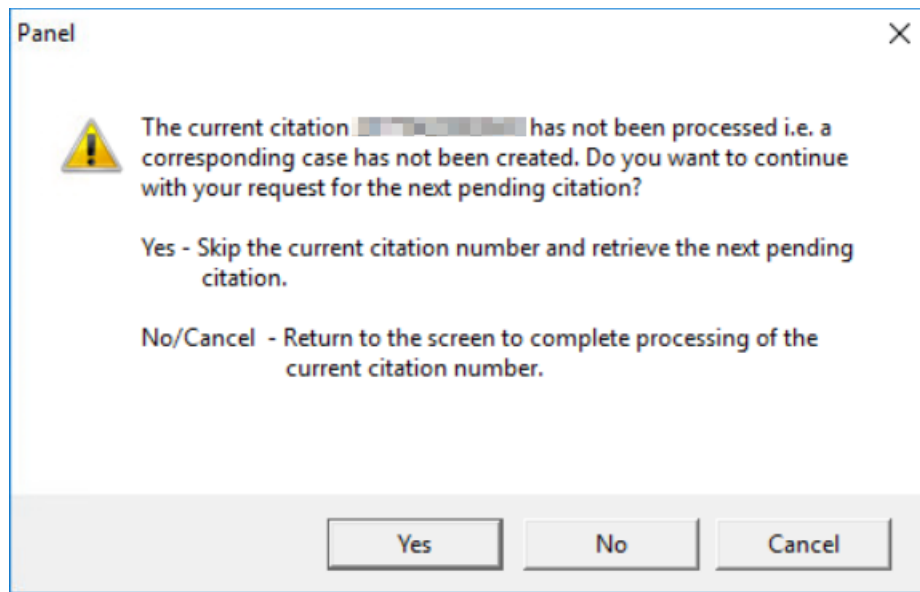 Panel
The current citation has not been processed i.e. a
corresponding case has not been created. Do you want to continue
with your request for the next pending citation?
Yes - Skip the current citation number and retrieve the next pending
citation.
No/Cancel - Return to the screen to complete processing of the
current citation number.
Yes No Cancel